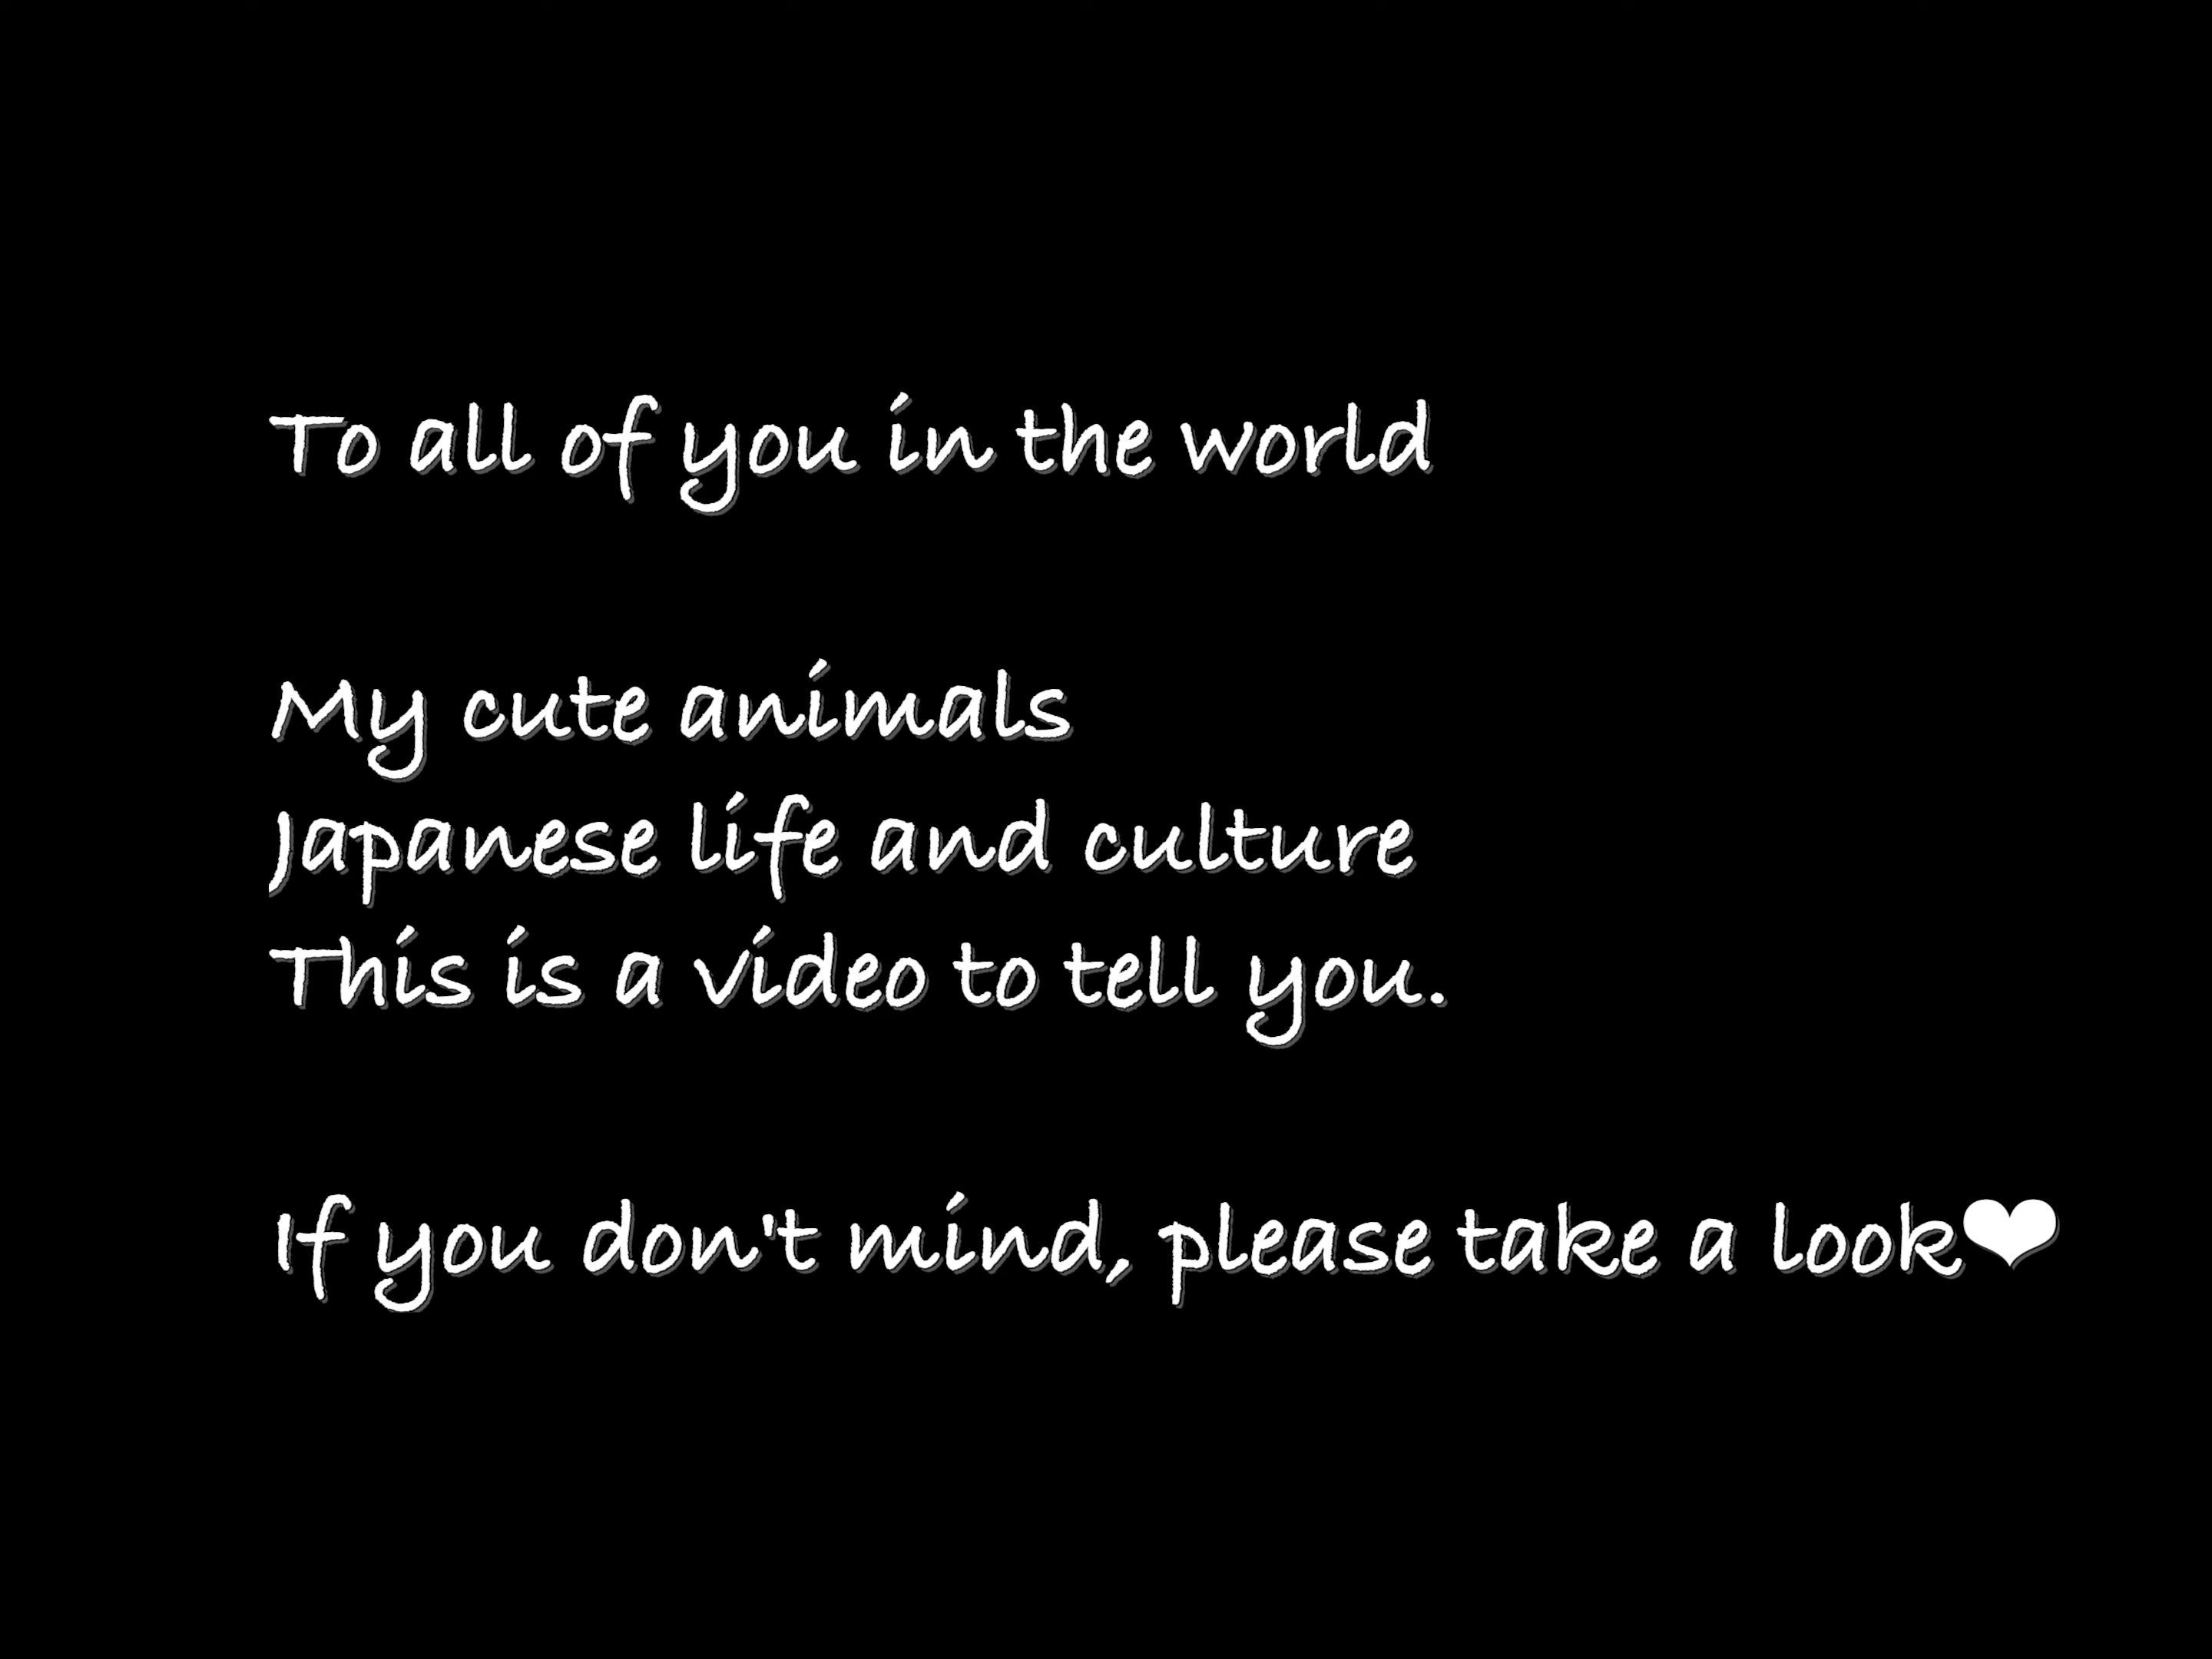 To all of you in the world
My cute animals
Japanese life and culture
This is a video to tell you.
If you don't mind, please take a look❤